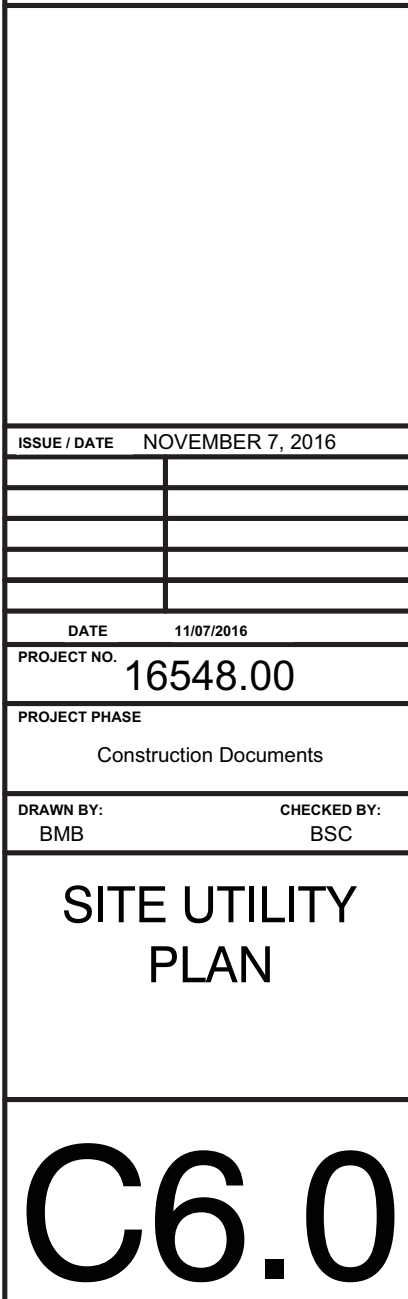 ISSUE / DATE NOVEMBER 7, 2016
DATE 11/07/2016
PROJECT NO. 16548.00
PROJECT PHASE
Construction Documents
DRAWN BY: CHECKED BY:
BMB BSC
SITE UTILITY
PLAN
C6.0